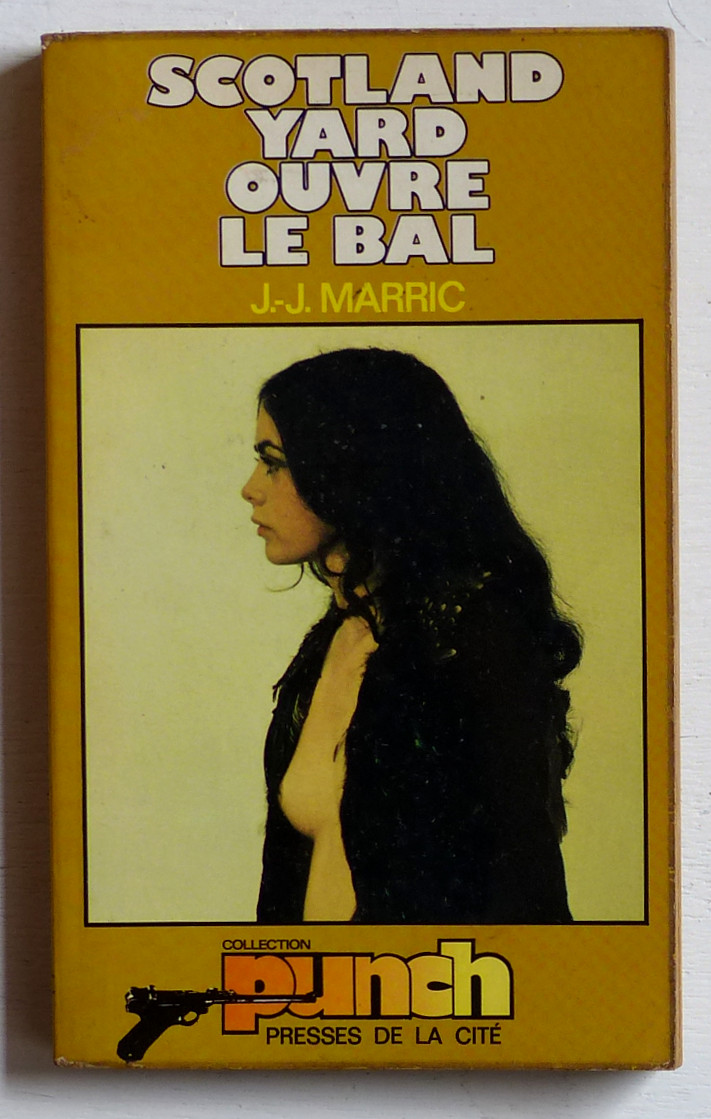 SCOTLAND
YARD
OUVRE
LE BAL
J.-J. MARRIC
COLLECTION
punch
PRESSES DE LA CITÉ